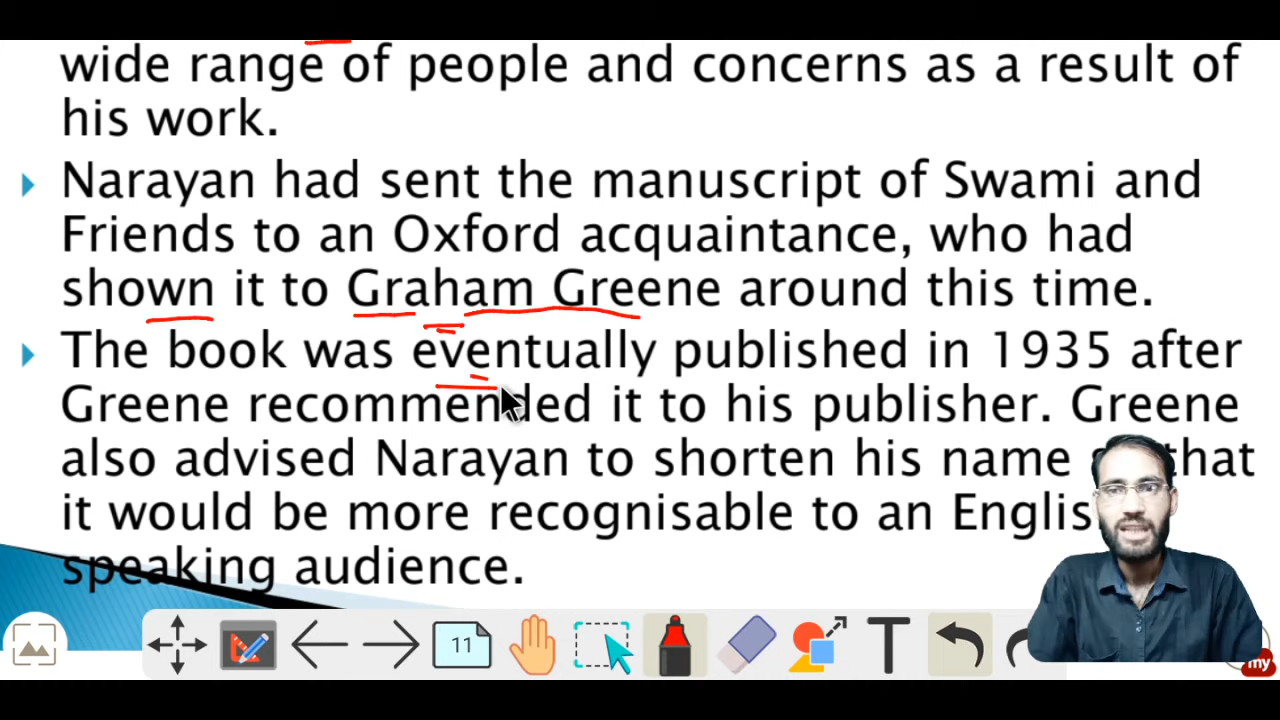 wide range of people and concerns as a result of
his work.
Narayan had sent the manuscript of Swami and
Friends to an Oxford acquaintance, who had
shown it to Graham Greene around this time.
The book was eventually published in 1935 after
Greene recommended it to his publisher. Greene
also advised Narayan to shorten his name that
it would be more recognisable to an
speaking audience.
11
T
my